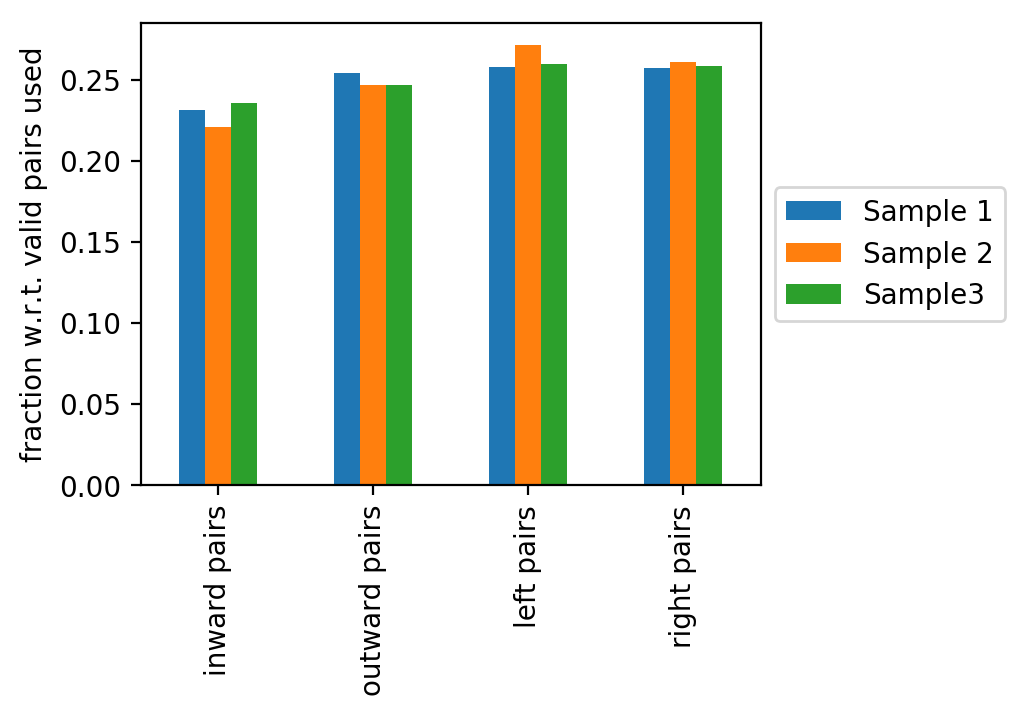 fraction w.r.t. valid pairs used
0.25
0.20
0.15
0.10
0.05
0.00
inward pairs
outward pairs
left pairs
right pairs
Sample 1
Sample 2
Sample3